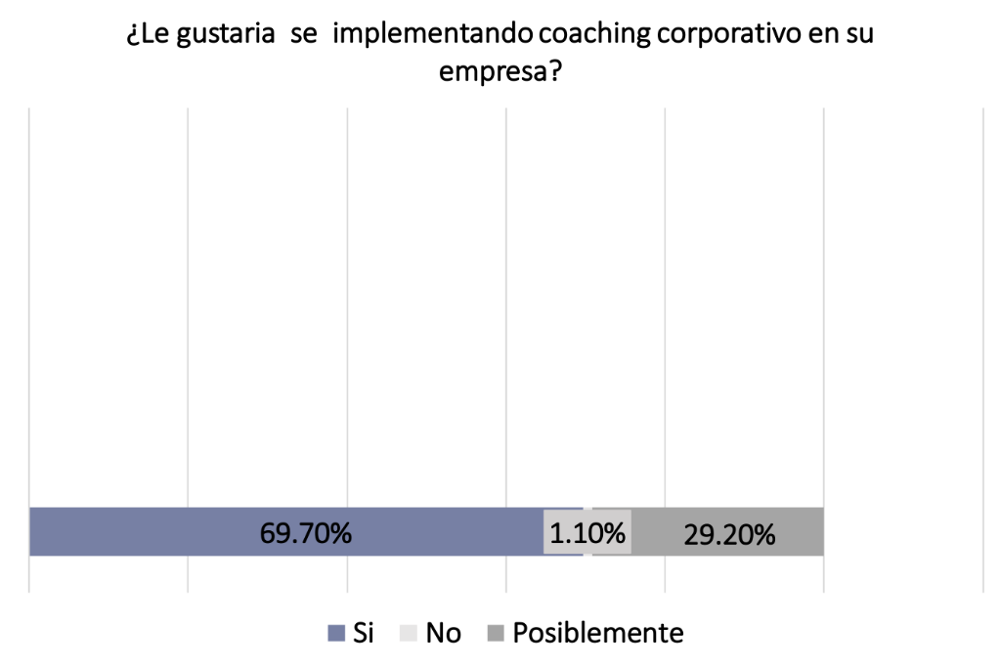 ¿Le gustaria se implementando coaching corporativo en su
empresa?
69.70% 1.10% 29.20%
Si No Posiblemente